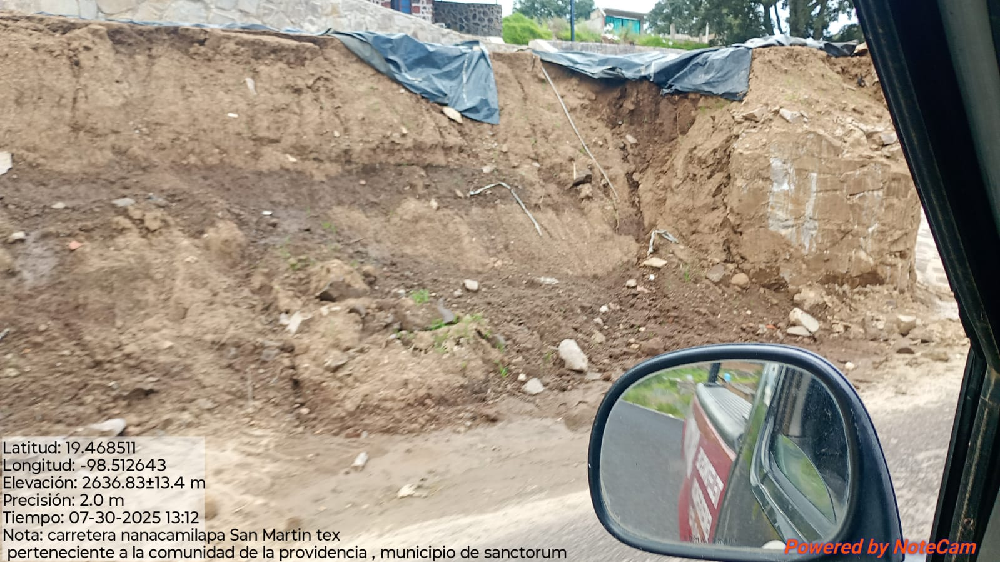 Latitud: 19.468511
Longitud: -98.512643
Elevación: 2636.83±13.4 m
Precisión: 2.0 m
Tiempo: 07-30-2025 13:12
Nota: carretera nanacamilapa San Martin tex
perteneciente a la comunidad de la providencia , municipio de sanctorum
Powered by NoteCam